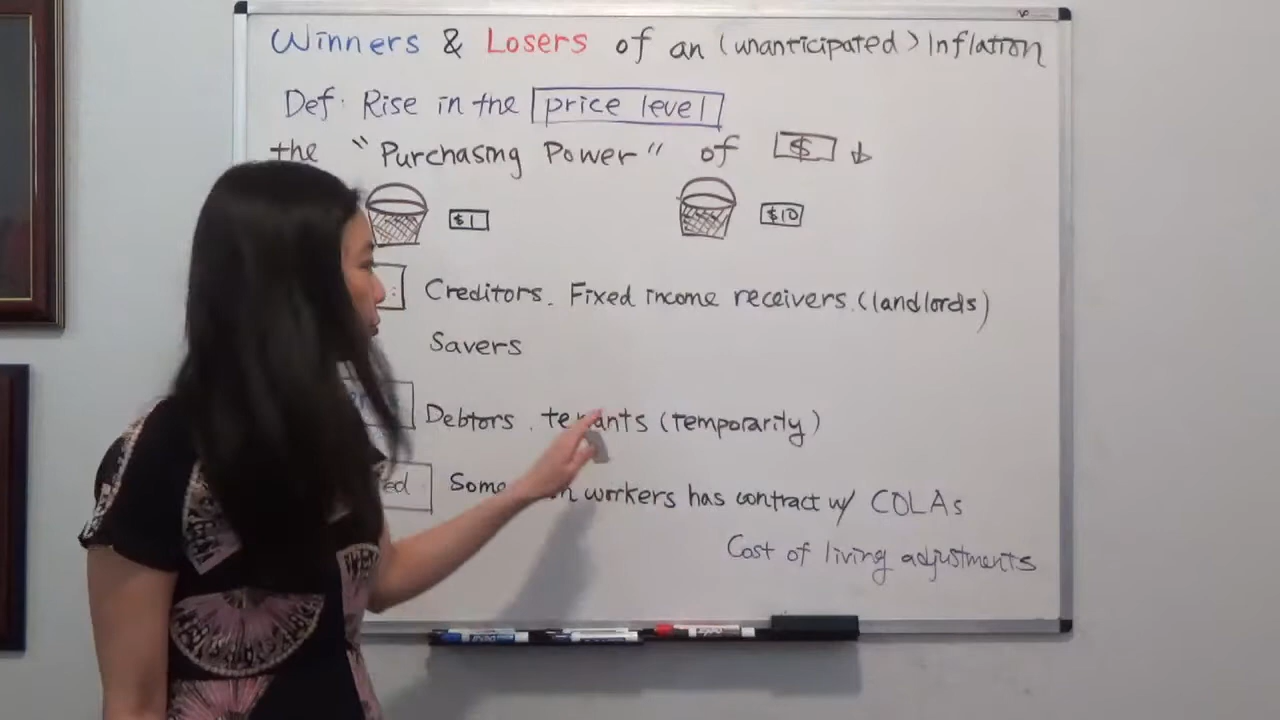 Winners & Losers of an (unanticipated) Inflation
Def. Rise in the price level
the "Purchasing Power" of $ ↓
$1 $10
: Creditors. Fixed income receivers. (landlords)
Savers
Debtors. tenants (temporarity)
ed Some workers has contract w/ COLAs
Cost of living adjustments